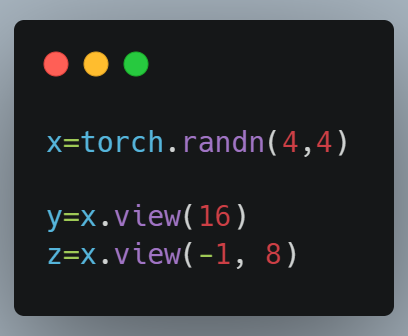 x=torch.randn(4,4)
y=x.view(16)
z=x.view(-1, 8)